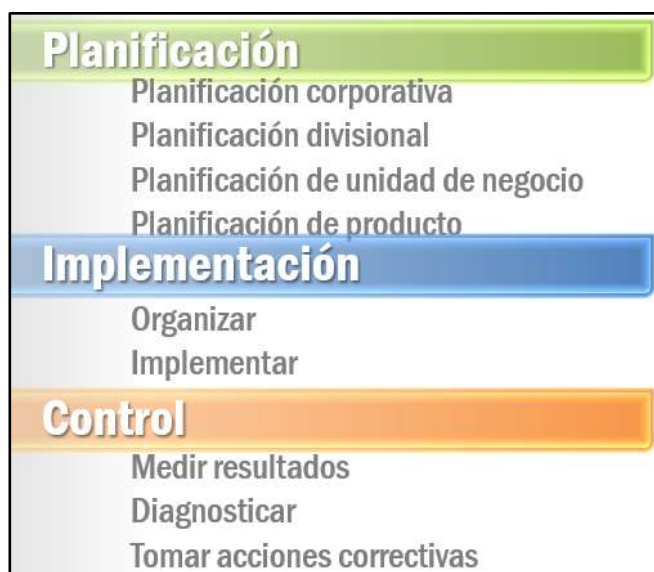 Planificación
Planificación corporativa
Planificación divisional
Planificación de unidad de negocio
Planificación de producto
Implementación
Organizar
Implementar
Control
Medir resultados
Diagnosticar
Tomar acciones correctivas